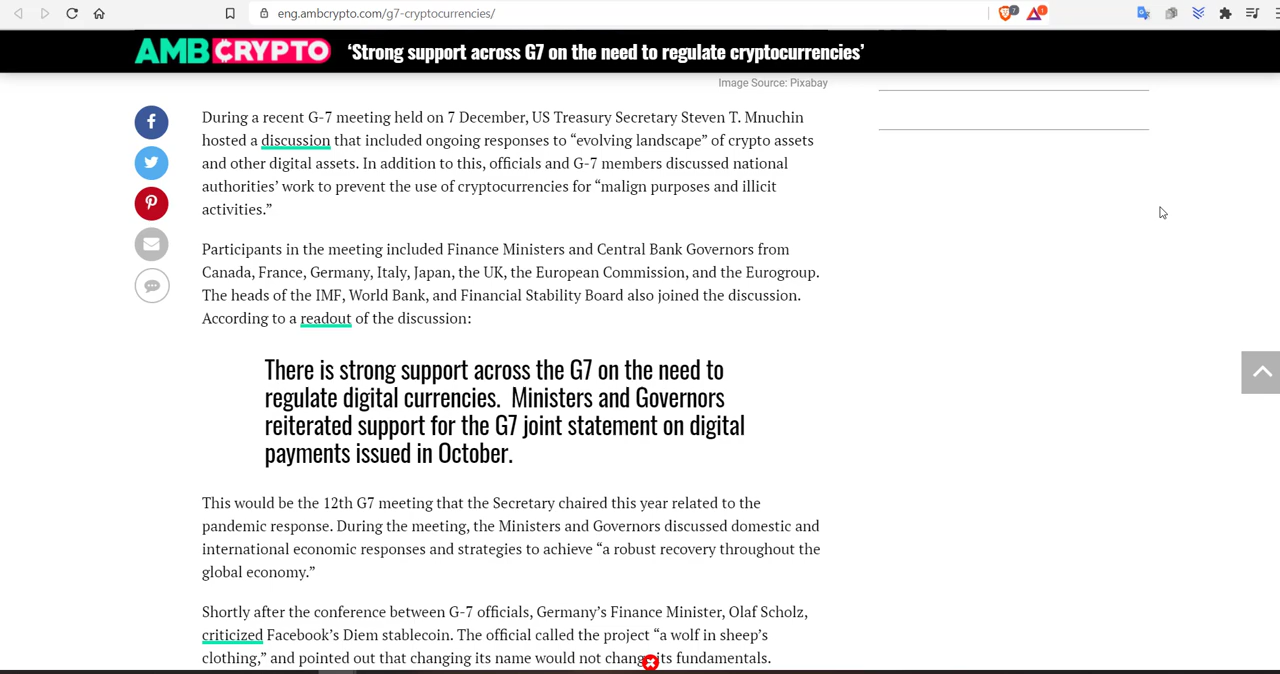 eng.ambcrypto.com/g7-cryptocurrencies/
7
1
AMBCRYPTO
‘Strong support across G7 on the need to regulate cryptocurrencies’
Image Source: Pixabay
During a recent G-7 meeting held on 7 December, US Treasury Secretary Steven T. Mnuchin
hosted a discussion that included ongoing responses to “evolving landscape” of crypto assets
and other digital assets. In addition to this, officials and G-7 members discussed national
authorities’ work to prevent the use of cryptocurrencies for “malign purposes and illicit
activities.”
Participants in the meeting included Finance Ministers and Central Bank Governors from
Canada, France, Germany, Italy, Japan, the UK, the European Commission, and the Eurogroup.
The heads of the IMF, World Bank, and Financial Stability Board also joined the discussion.
According to a readout of the discussion:
There is strong support across the G7 on the need to
regulate digital currencies. Ministers and Governors
reiterated support for the G7 joint statement on digital
payments issued in October.
This would be the 12th G7 meeting that the Secretary chaired this year related to the
pandemic response. During the meeting, the Ministers and Governors discussed domestic and
international economic responses and strategies to achieve “a robust recovery throughout the
global economy.”
Shortly after the conference between G-7 officials, Germany’s Finance Minister, Olaf Scholz,
criticized Facebook’s Diem stablecoin. The official called the project “a wolf in sheep’s
clothing,” and pointed out that changing its name would not change its fundamentals.